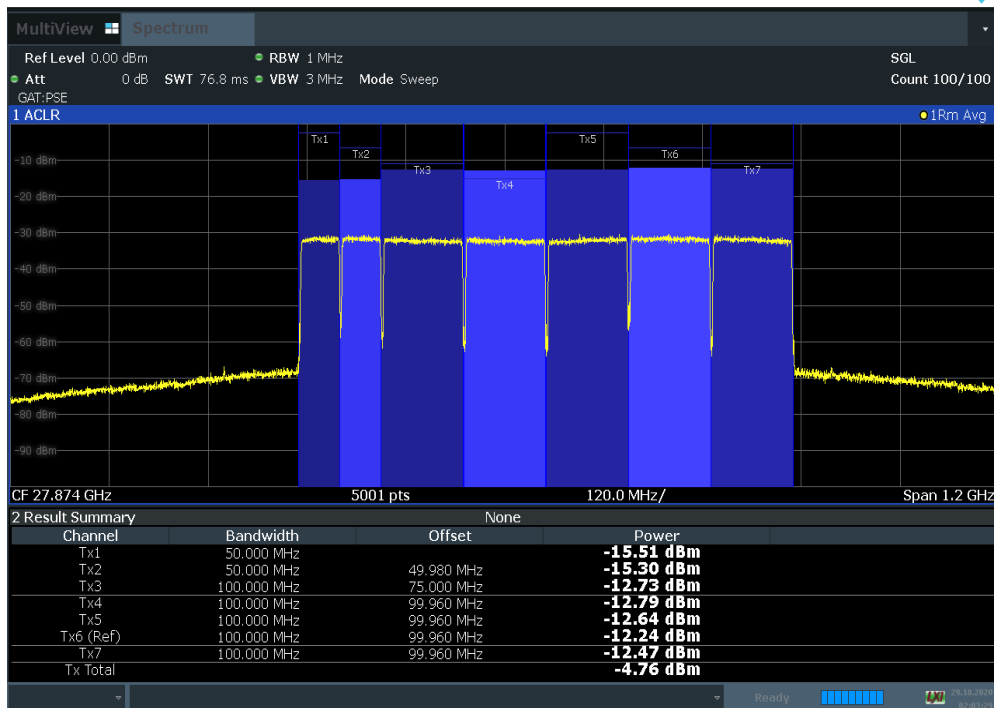 MultiView Spectrum
Ref Level 0.00 dBm RBW 1 MHz SGL
Att 0 dB SWT 76.8 ms VBW 3 MHz Mode Sweep Count 100/100
GAT:PSE
1 ACLR 1Rm Avg
Tx1 Tx5
Tx2 Tx6
-10 dBm
Tx3 Tx7
Tx4
-20 dBm
-30 dBm
-40 dBm
-50 dBm
-60 dBm
-70 dBm
-80 dBm
-90 dBm
CF 27.874 GHz 5001 pts 120.0 MHz/ Span 1.2 GHz
2 Result Summary None
Channel Bandwidth Offset Power
Tx1 50.000 MHz -15.51 dBm
Tx2 50.000 MHz 49.980 MHz -15.30 dBm
Tx3 100.000 MHz 75.000 MHz -12.73 dBm
Tx4 100.000 MHz 99.960 MHz -12.79 dBm
Tx5 100.000 MHz 99.960 MHz -12.64 dBm
Tx6 (Ref) 100.000 MHz 99.960 MHz -12.24 dBm
Tx7 100.000 MHz 99.960 MHz -12.47 dBm
Tx Total -4.76 dBm
Ready 29.10.2020
02:03:29